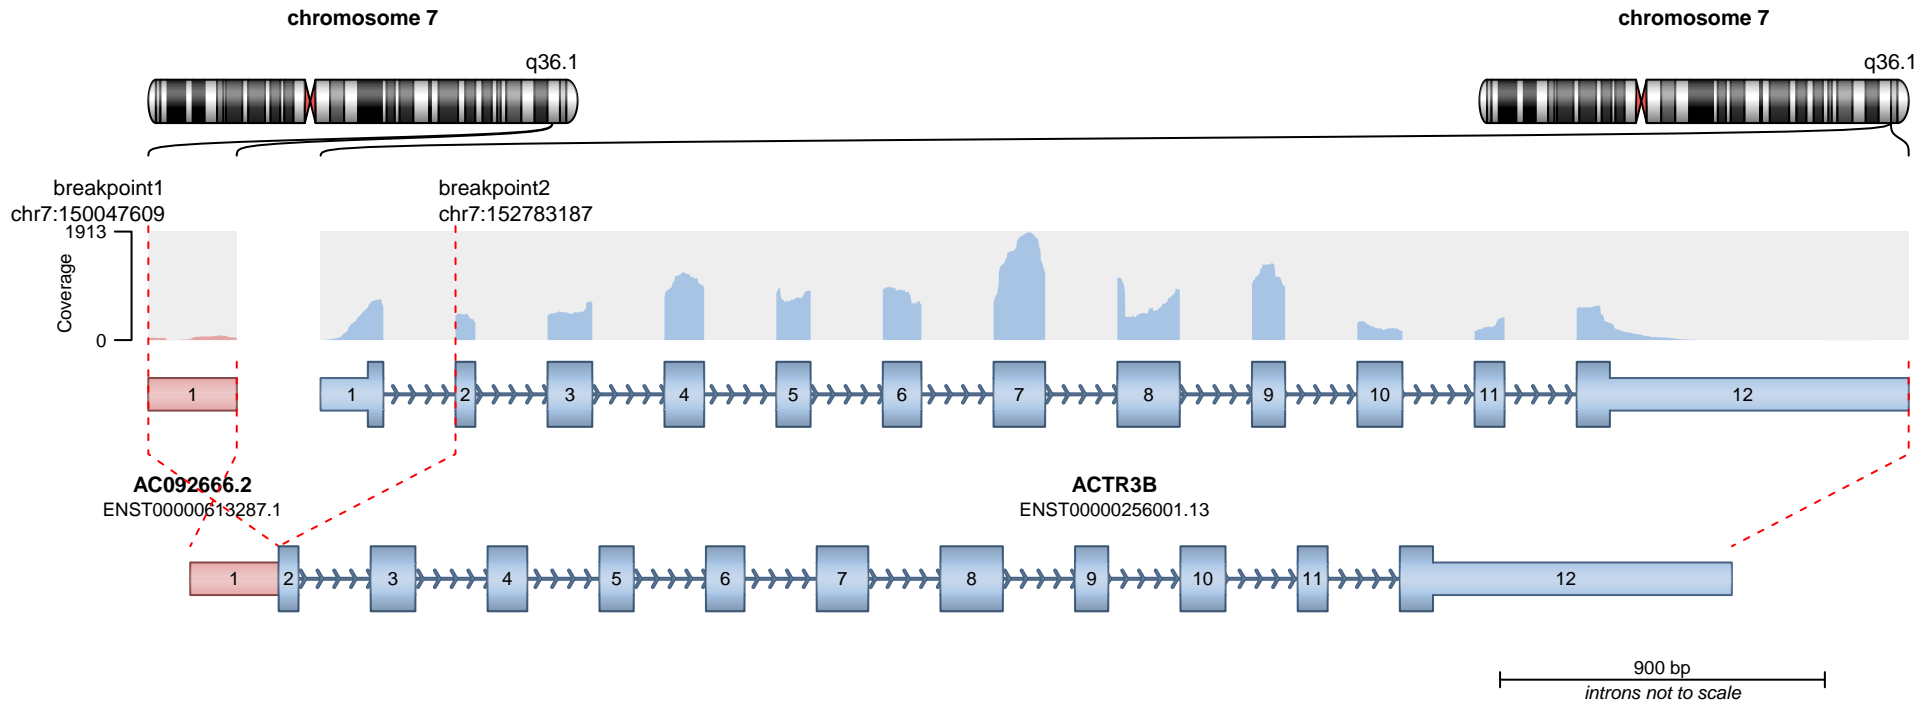 chromosome 7
chromosome 7
q36.1
q36.1
breakpoint1
chr7:150047609
breakpoint2
chr7:152783187
1913
Coverage
0
1
1
2
3
4
5
6
7
8
9
10
11
12
AC092666.2
ENST00000613287.1
ACTR3B
ENST00000256001.13
1
2
3
4
5
6
7
8
9
10
11
12
900 bp
introns not to scale